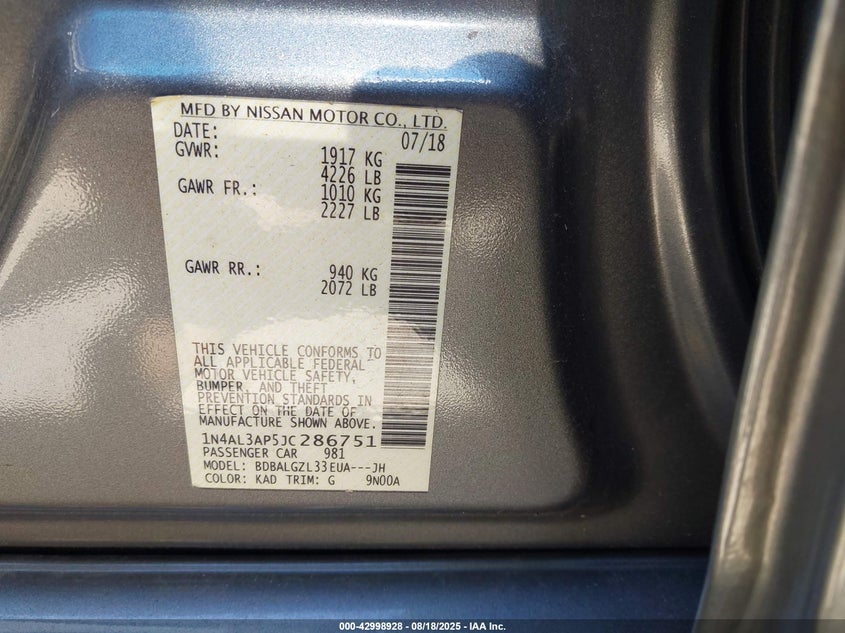 MFD BY NISSAN MOTOR CO., LTD.
DATE: 07/18
GVWR: 1917 KG
4226 LB
GAWR FR.: 1010 KG
2227 LB
GAWR RR.: 940 KG
2072 LB
THIS VEHICLE CONFORMS TO
ALL APPLICABLE FEDERAL
MOTOR VEHICLE SAFETY,
BUMPER, AND THEFT
PREVENTION STANDARDS IN
EFFECT ON THE DATE OF
MANUFACTURE SHOWN ABOVE.
1N4AL3AP5JC286751
PASSENGER CAR 981
MODEL: BDBALGZL33EUA---JH
COLOR: KAD TRIM: G 9N00A
000-42998928 - 08/18/2025 - IAA Inc.